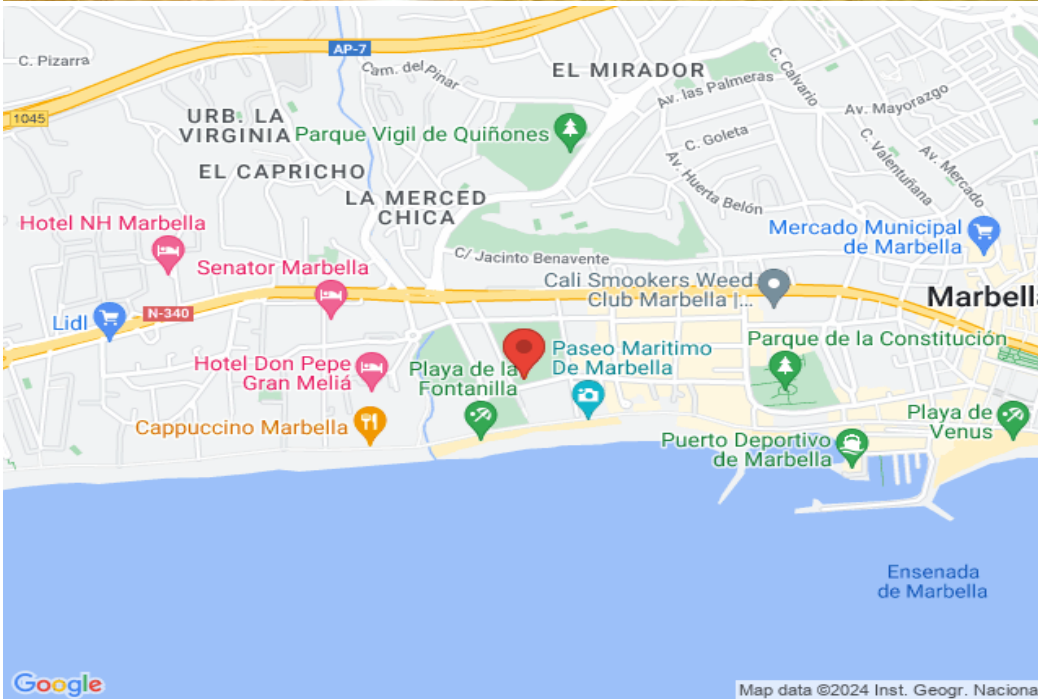 C. Pizarra
AP-7
Cam. del Pinar
EL MIRADOR
C. Calvario
Av. las Palmeras
1045
URB. LA
VIRGINIA
Parque Vigil de Quiñones
Av. Mayorazgo
C. Goleta
C. Valentuñana
Av. Mercado
EL CAPRICHO
LA MERCED
CHICA
Av. Huerta Belón
Hotel NH Marbella
Mercado Municipal
de Marbella
C/ Jacinto Benavente
Senator Marbella
Cali Smookers Weed
Club Marbella |...
Marbella
N-340
Lidl
Parque de la Constitución
Paseo Maritimo
De Marbella
Hotel Don Pepe
Gran Meliá
Playa de la
Fontanilla
Cappuccino Marbella
Playa de
Venus
Puerto Deportivo
de Marbella
Ensenada
de Marbella
Google
Map data ©2024 Inst. Geogr. Naciona